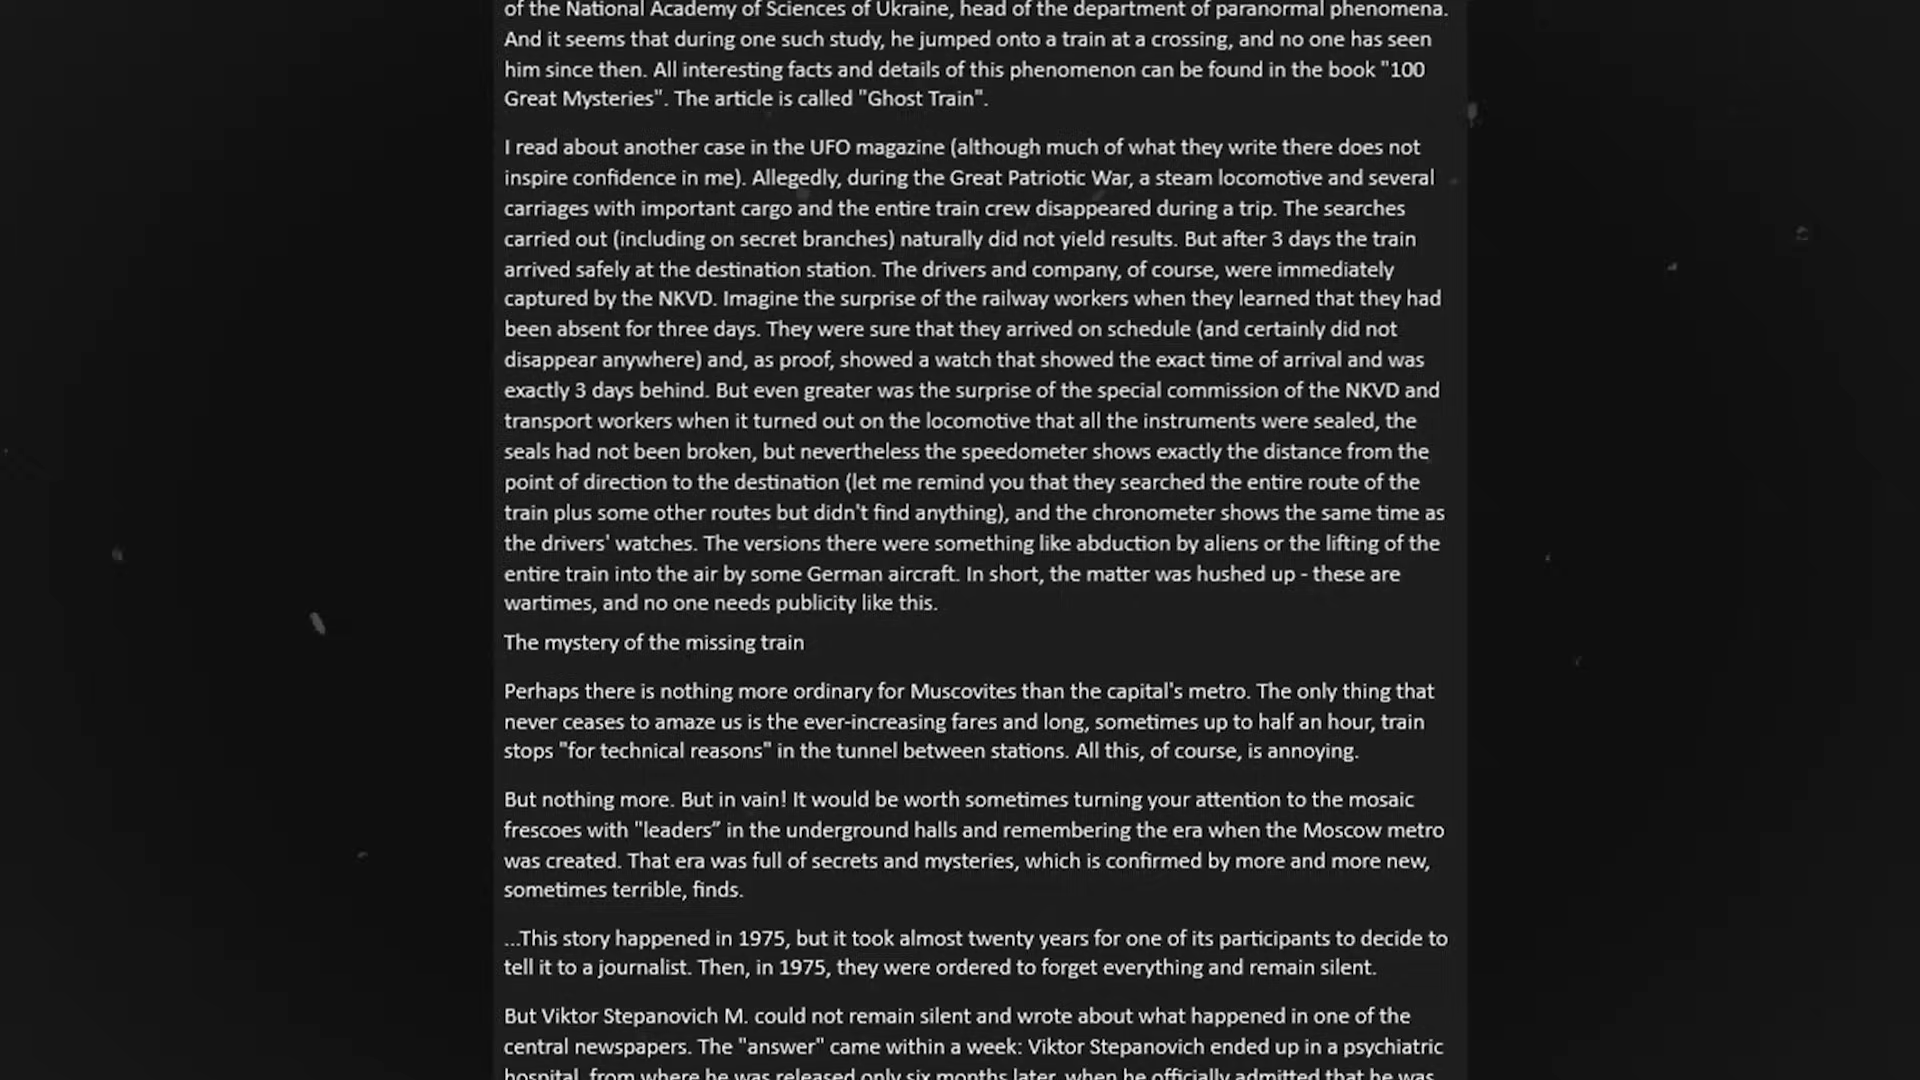 of the National Academy of Sciences of Ukraine, head of the department of paranormal phenomena.
And it seems that during one such study, he jumped onto a train at a crossing, and no one has seen
him since then. All interesting facts and details of this phenomenon can be found in the book "100
Great Mysteries". The article is called "Ghost Train".
I read about another case in the UFO magazine (although much of what they write there does not
inspire confidence in me). Allegedly, during the Great Patriotic War, a steam locomotive and several
carriages with important cargo and the entire train crew disappeared during a trip. The searches
carried out (including on secret branches) naturally did not yield results. But after 3 days the train
arrived safely at the destination station. The drivers and company, of course, were immediately
captured by the NKVD. Imagine the surprise of the railway workers when they learned that they had
been absent for three days. They were sure that they arrived on schedule (and certainly did not
disappear anywhere) and, as proof, showed a watch that showed the exact time of arrival and was
exactly 3 days behind. But even greater was the surprise of the special commission of the NKVD and
transport workers when it turned out on the locomotive that all the instruments were sealed, the
seals had not been broken, but nevertheless the speedometer shows exactly the distance from the
point of direction to the destination (let me remind you that they searched the entire route of the
train plus some other routes but didn't find anything), and the chronometer shows the same time as
the drivers' watches. The versions there were something like abduction by aliens or the lifting of the
entire train into the air by some German aircraft. In short, the matter was hushed up - these are
wartimes, and no one needs publicity like this.
The mystery of the missing train
Perhaps there is nothing more ordinary for Muscovites than the capital's metro. The only thing that
never ceases to amaze us is the ever-increasing fares and long, sometimes up to half an hour, train
stops "for technical reasons" in the tunnel between stations. All this, of course, is annoying.
But nothing more. But in vain! It would be worth sometimes turning your attention to the mosaic
frescoes with "leaders” in the underground halls and remembering the era when the Moscow metro
was created. That era was full of secrets and mysteries, which is confirmed by more and more new,
sometimes terrible, finds.
...This story happened in 1975, but it took almost twenty years for one of its participants to decide to
tell it to a journalist. Then, in 1975, they were ordered to forget everything and remain silent.
But Viktor Stepanovich M. could not remain silent and wrote about what happened in one of the
central newspapers. The "answer" came within a week: Viktor Stepanovich ended up in a psychiatric
hospital, from where he was released only six months later, when he officially admitted that he was